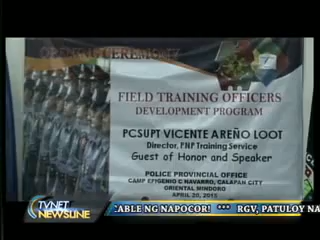 OPENING CEREMONY
FIELD TRAINING OFFICERS
DEVELOPMENT PROGRAM
PCSUPT VICENTE AREÑO LOOT
Director, PNP Training Service
Guest of Honor and Speaker
POLICE PROVINCIAL OFFICE
CAMP EFIGENIO C NAVARRO, CALAPAN CITY
ORIENTAL MINDORO
APRIL 20, 2015
TVNET
NEWSLINE
CABLE NG NAPOCOR! *** RGV, PATULOY NA